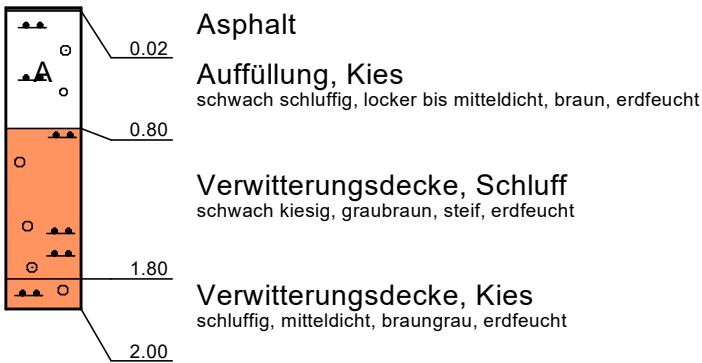 Asphalt
0.02
A
Auffüllung, Kies
schwach schluffig, locker bis mitteldicht, braun, erdfeucht
0.80
Verwitterungsdecke, Schluff
schwach kiesig, graubraun, steif, erdfeucht
1.80
Verwitterungsdecke, Kies
schluffig, mitteldicht, braungrau, erdfeucht
2.00